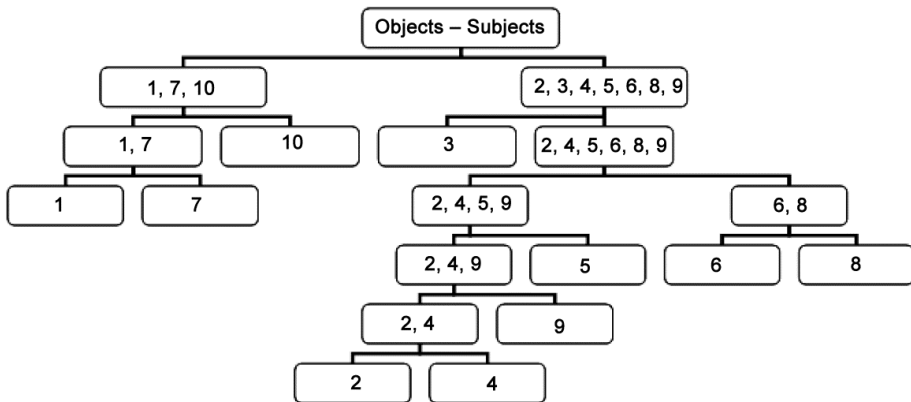 Objects – Subjects
1, 7, 10
2, 3, 4, 5, 6, 8, 9
1, 7
10
3
2, 4, 5, 6, 8, 9
1
7
2, 4, 5, 9
6, 8
2, 4, 9
5
6
8
2, 4
9
2
4